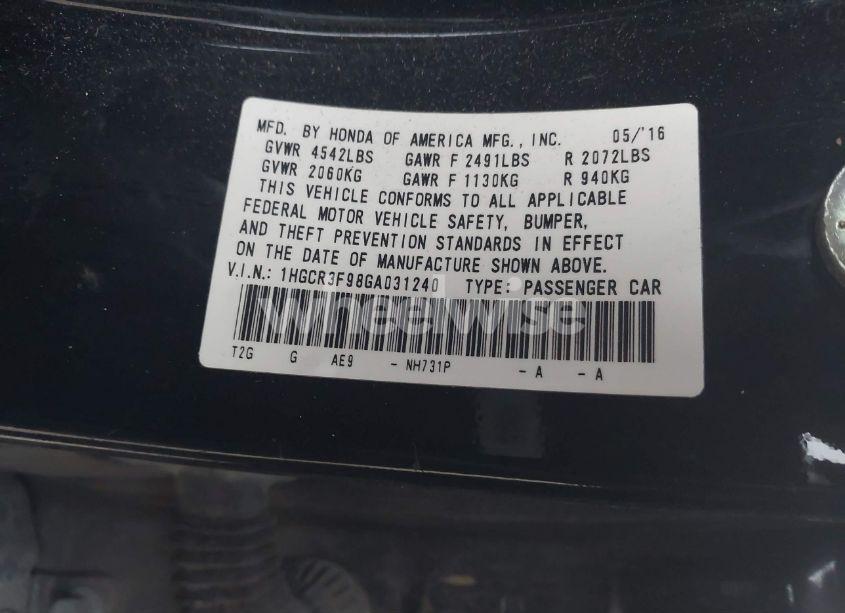 MFD. BY HONDA OF AMERICA MFG., INC. 05/'16
GVWR 4542LBS GAWR F 2491LBS R 2072LBS
GVWR 2060KG GAWR F 1130KG R 940KG
THIS VEHICLE CONFORMS TO ALL APPLICABLE
FEDERAL MOTOR VEHICLE SAFETY, BUMPER,
AND THEFT PREVENTION STANDARDS IN EFFECT
ON THE DATE OF MANUFACTURE SHOWN ABOVE.
V.I.N.: 1HGCR3F98GA031240 TYPE: PASSENGER CAR
wheelwise
T2G G AE9 - NH731P - A - A